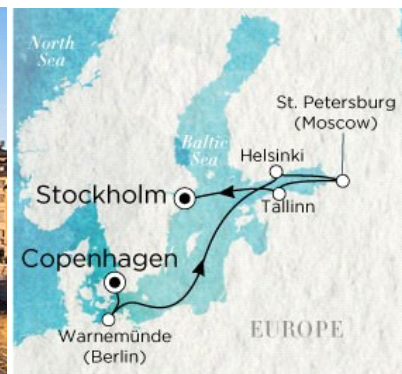 North
Sea
St. Petersburg
(Moscow)
Baltic
Sea
Helsinki
Stockholm
Tallinn
Copenhagen
Warnemünde
(Berlin)
EUROPE